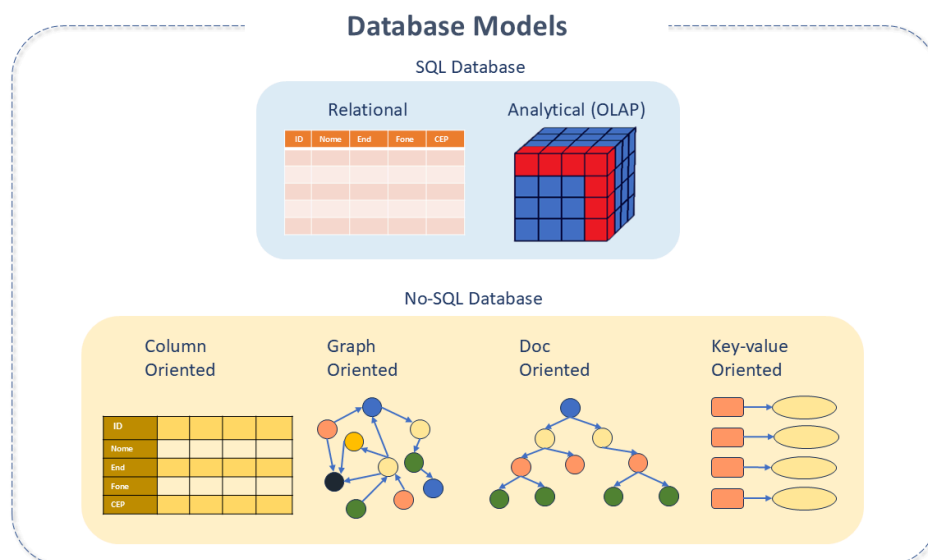 Database Models
SQL Database
Relational
Analytical (OLAP)
ID Nome End Fone CEP
No-SQL Database
Column
Oriented
Graph
Oriented
Doc
Oriented
Key-value
Oriented
ID
Nome
End
Fone
CEP